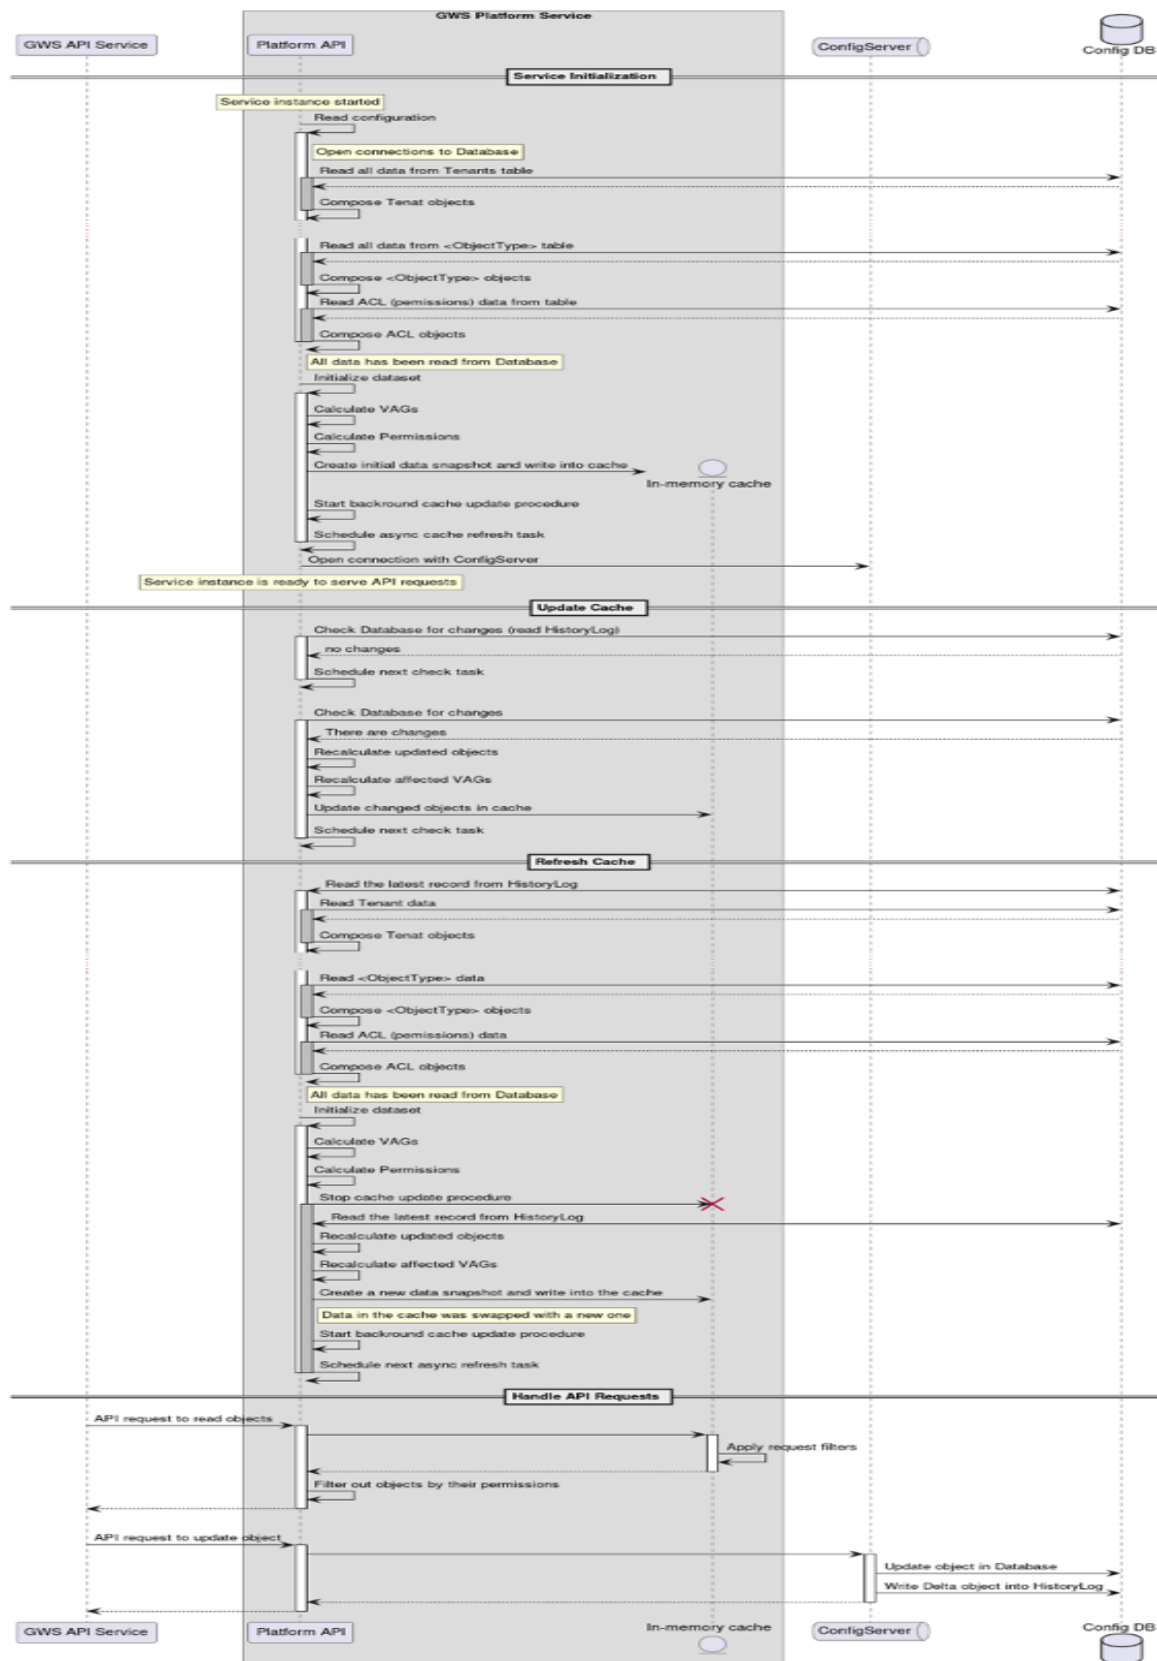 GWS Platform Service
GWS API Service
Platform API
ConfigServer
Config DB
Service Initialization
Service instance started
Read configuration
Open connections to Database
Read all data from Tenants table
Compose Tenat objects
Read all data from <ObjectType> table
Compose <ObjectType> objects
Read ACL (pemissions) data from table
Compose ACL objects
All data has been read from Database
Initialize dataset
Calculate VAGs
Calculate Permissions
Create initial data snapshot and write into cache
In-memory cache
Start backround cache update procedure
Schedule async cache refresh task
Open connection with ConfigServer
Service instance is ready to serve API requests
Update Cache
Check Database for changes (read HistoryLog)
no changes
Schedule next check task
Check Database for changes
There are changes
Recalculate updated objects
Recalculate affected VAGs
Update changed objects in cache
Schedule next check task
Refresh Cache
Read the latest record from HistoryLog
Read Tenant data
Compose Tenat objects
Read <ObjectType> data
Compose <ObjectType> objects
Read ACL (pemissions) data
Compose ACL objects
All data has been read from Database
Initialize dataset
Calculate VAGs
Calculate Permissions
Stop cache update procedure
Read the latest record from HistoryLog
Recalculate updated objects
Recalculate affected VAGs
Create a new data snapshot and write into the cache
Data in the cache was swapped with a new one
Start backround cache update procedure
Schedule next async refresh task
Handle API Requests
API request to read objects
Apply request filters
Filter out objects by their permissions
API request to update object
Update object in Database
Write Delta object into HistoryLog
GWS API Service
Platform API
In-memory cache
ConfigServer
Config DB